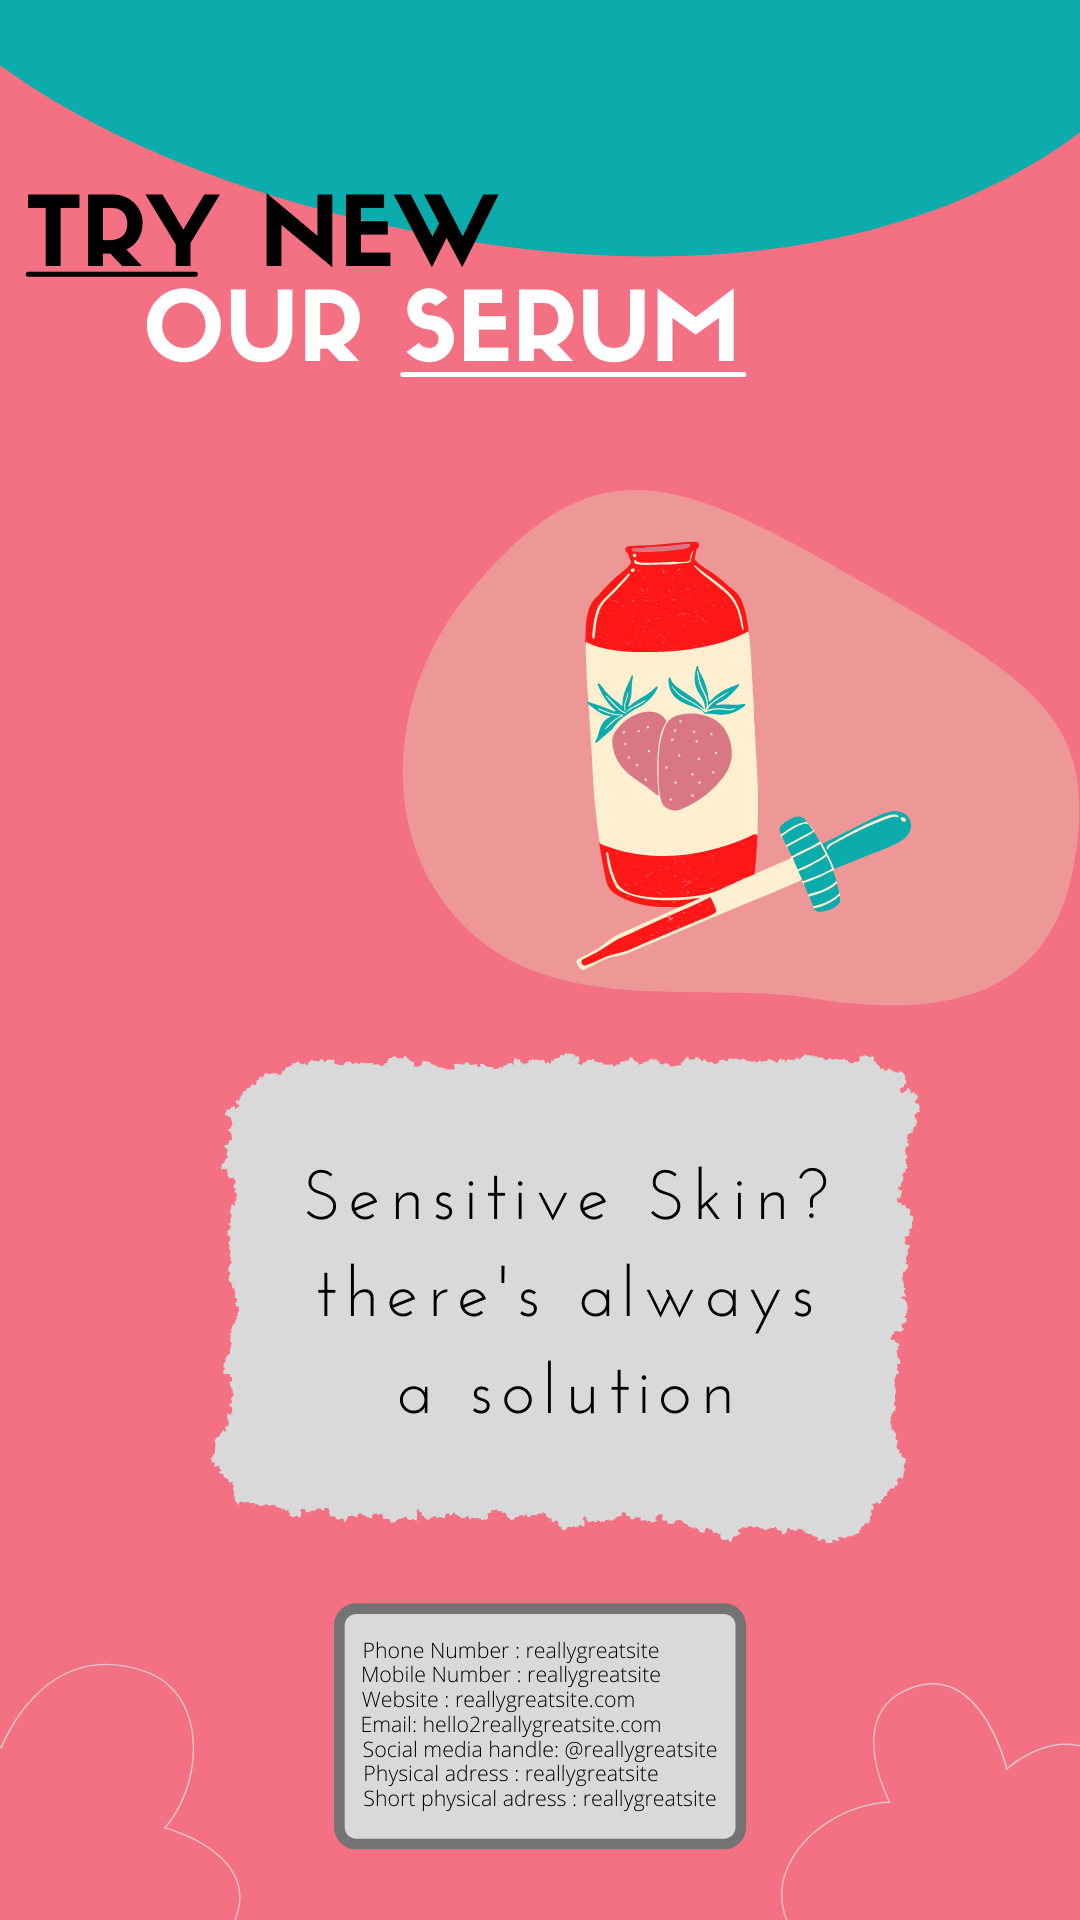 TRY NEW
OUR SERUM
Sensitive Skin?
there's always
a solution
Phone Number : reallygreatsite
Mobile Number : reallygreatsite
Website : reallygreatsite.com
Email: hello2reallygreatsite.com
Social media handle: @reallygreatsite
Physical adress : reallygreatsite
Short physical adress : reallygreatsite